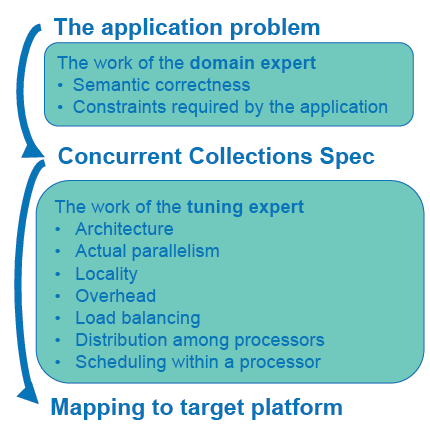 The application problem
The work of the domain expert
• Semantic correctness
• Constraints required by the application
Concurrent Collections Spec
The work of the tuning expert
• Architecture
• Actual parallelism
• Locality
• Overhead
• Load balancing
• Distribution among processors
• Scheduling within a processor
Mapping to target platform